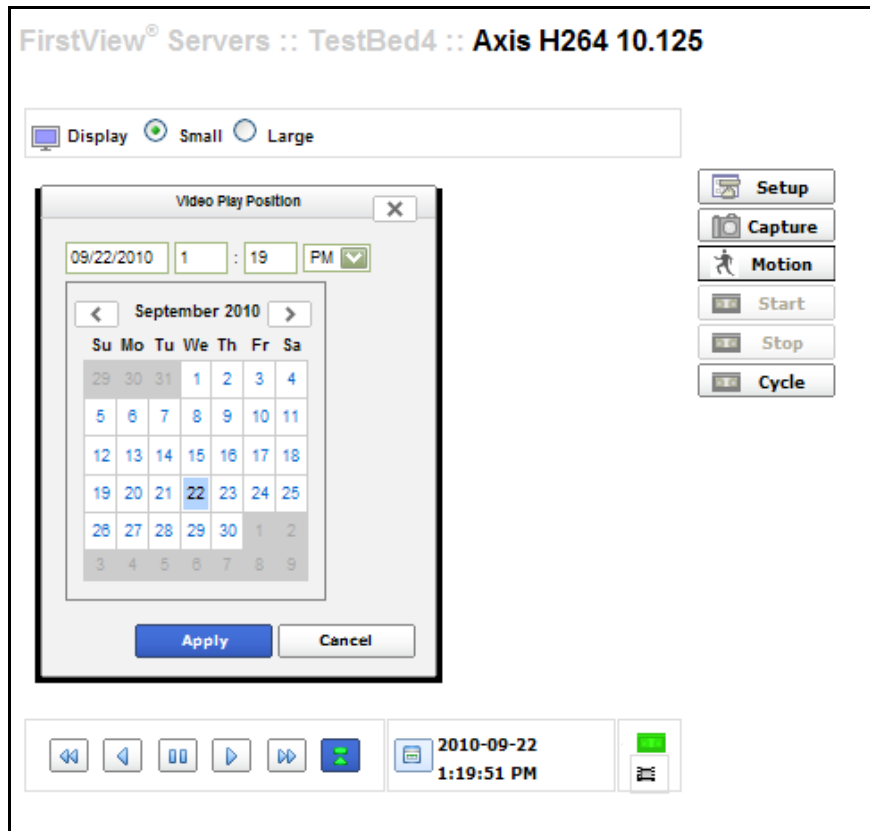 FirstView® Servers :: TestBed4 :: Axis H264 10.125
Display Small Large
Video Play Position
09/22/2010 1 : 19 PM
September 2010
Su Mo Tu We Th Fr Sa
29 30 31 1 2 3 4
5 6 7 8 9 10 11
12 13 14 15 16 17 18
19 20 21 22 23 24 25
26 27 28 29 30 1 2
3 4 5 6 7 8 9
Apply Cancel
Setup
Capture
Motion
Start
Stop
Cycle
2010-09-22
1:19:51 PM